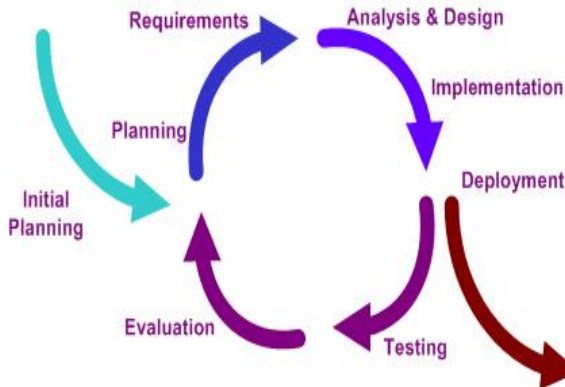 Requirements
Analysis & Design
Implementation
Planning
Deployment
Initial
Planning
Evaluation
Testing